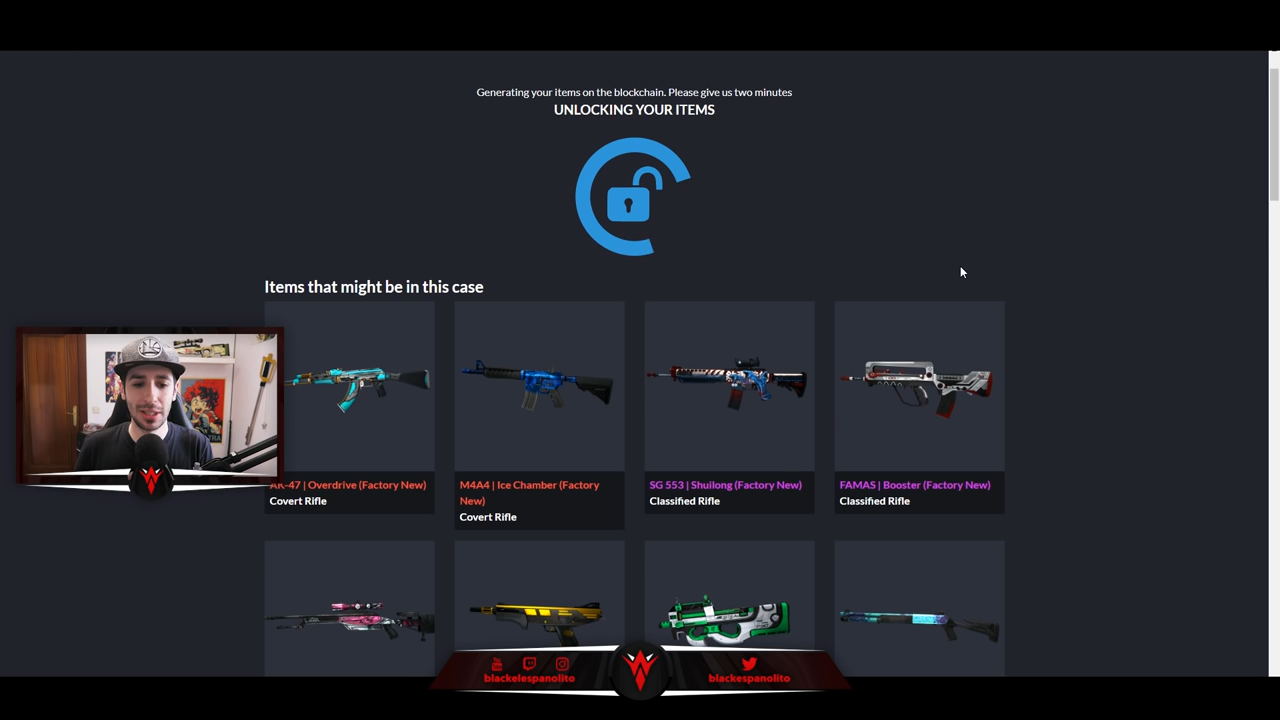 Generating your items on the blockchain. Please give us two minutes
UNLOCKING YOUR ITEMS
Items that might be in this case
AK-47 | Overdrive (Factory New)
Covert Rifle
M4A4 | Ice Chamber (Factory
New)
Covert Rifle
SG 553 | Shuilong (Factory New)
Classified Rifle
FAMAS | Booster (Factory New)
Classified Rifle
blackelespanolito
blackespanolito